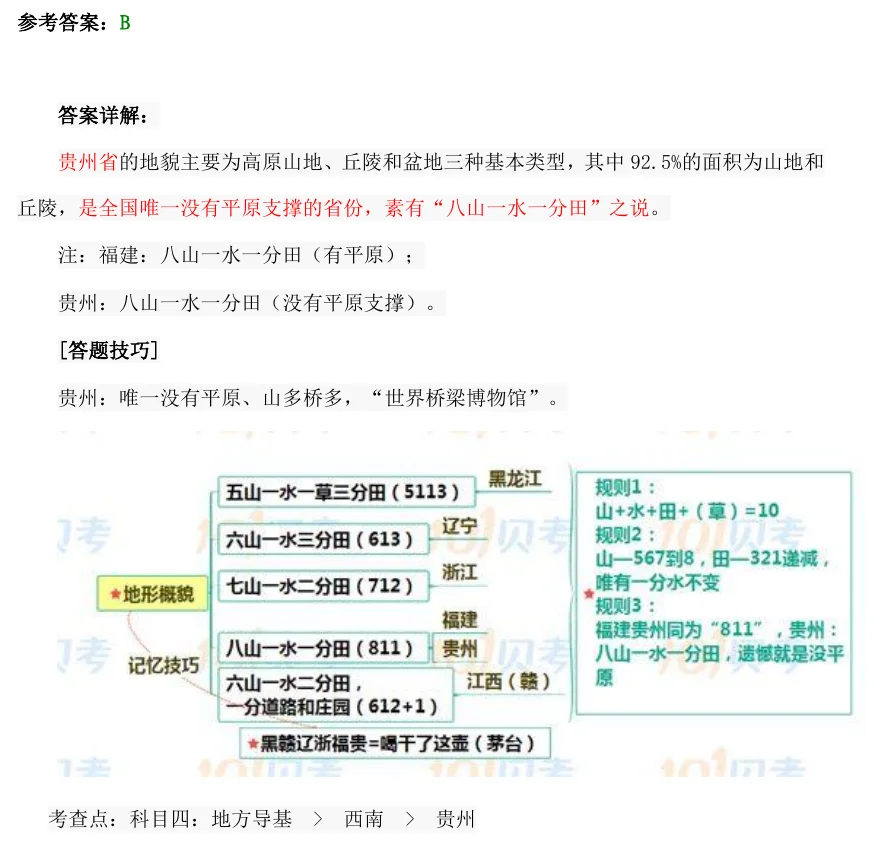 参考答案：B
答案详解：
贵州省的地貌主要为高原山地、丘陵和盆地三种基本类型，其中 92.5%的面积为山地和
丘陵，是全国唯一没有平原支撑的省份，素有“八山一水一分田”之说。
注：福建：八山一水一分田（有平原）；
贵州：八山一水一分田（没有平原支撑）。
[答题技巧]
贵州：唯一没有平原、山多桥多，“世界桥梁博物馆”。
★地形概貌
记忆技巧
五山一水一草三分田（5113）
黑龙江
六山一水三分田（613）
辽宁
七山一水二分田（712）
浙江
八山一水一分田（811）
福建
贵州
六山一水二分田，
一分道路和庄园（612+1）
江西（赣）
★黑赣辽浙福贵=喝干了这壶（茅台）
★
规则1：
山+水+田+（草）=10
规则2：
山—567到8，田—321递减，
唯有一分水不变
规则3：
福建贵州同为“811”，贵州：
八山一水一分田，遗憾就是没平
原
101贝考
考查点：科目四：地方导基 > 西南 > 贵州